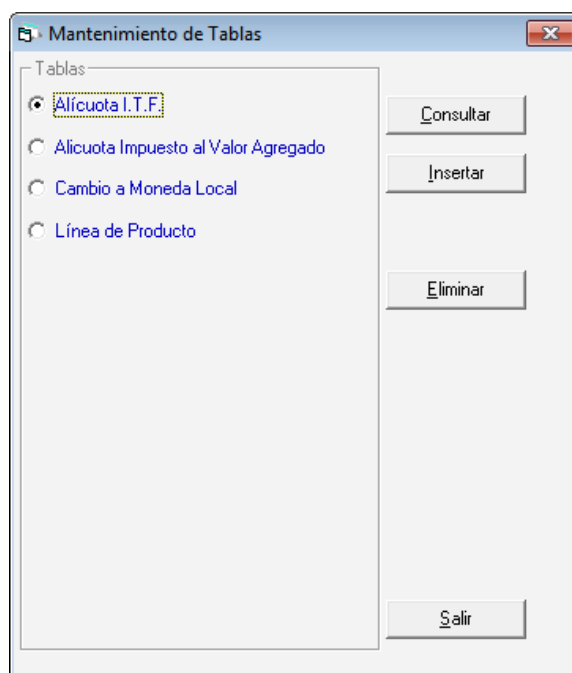 Mantenimiento de Tablas
Tablas
Alícuota I.T.F.
Alicuota Impuesto al Valor Agregado
Cambio a Moneda Local
Línea de Producto
Consultar
Insertar
Eliminar
Salir